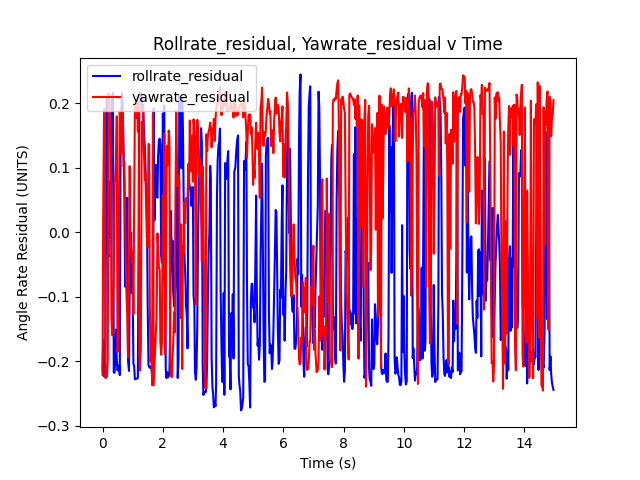 Rollrate_residual, Yawrate_residual v Time
rollrate_residual
yawrate_residual
Angle Rate Residual (UNITS)
0.2
0.1
0.0
−0.1
−0.2
−0.3
0 2 4 6 8 10 12 14
Time (s)